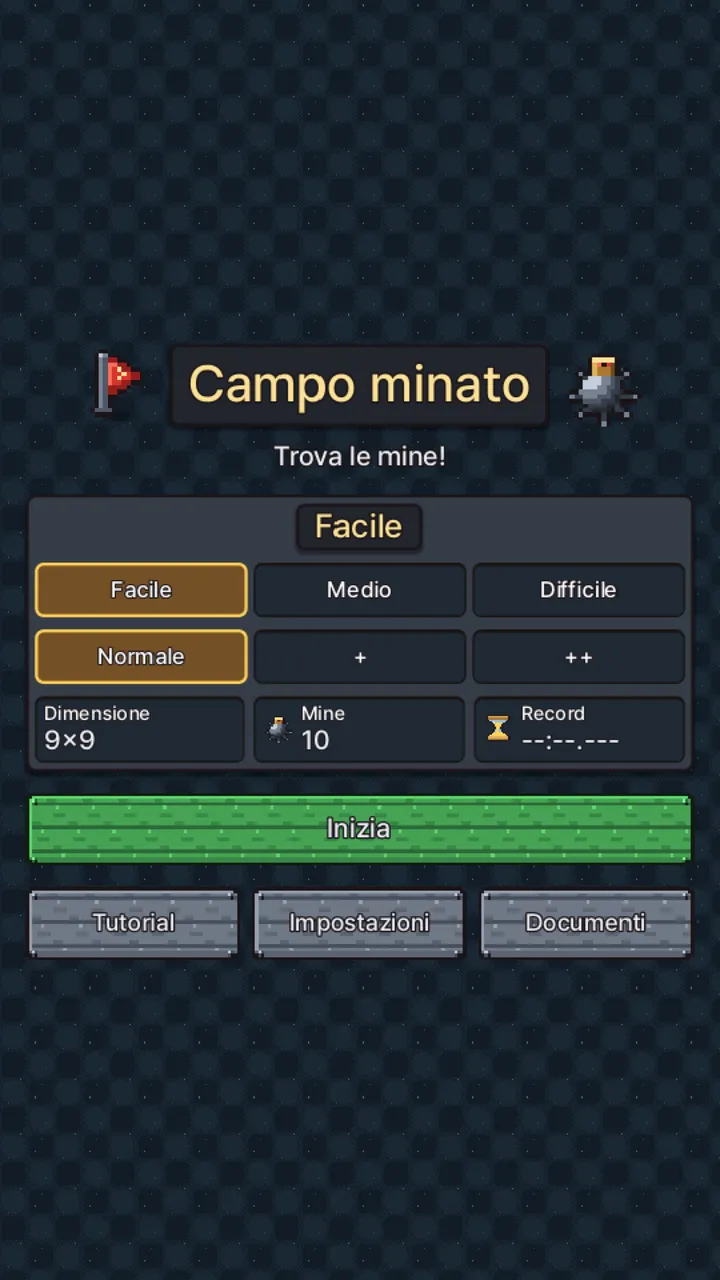 Campo minato
Trova le mine!
Facile
Facile Medio Difficile
Normale + ++
Dimensione Mine Record
9×9 10 --:--.---
Inizia
Tutorial Impostazioni Documenti